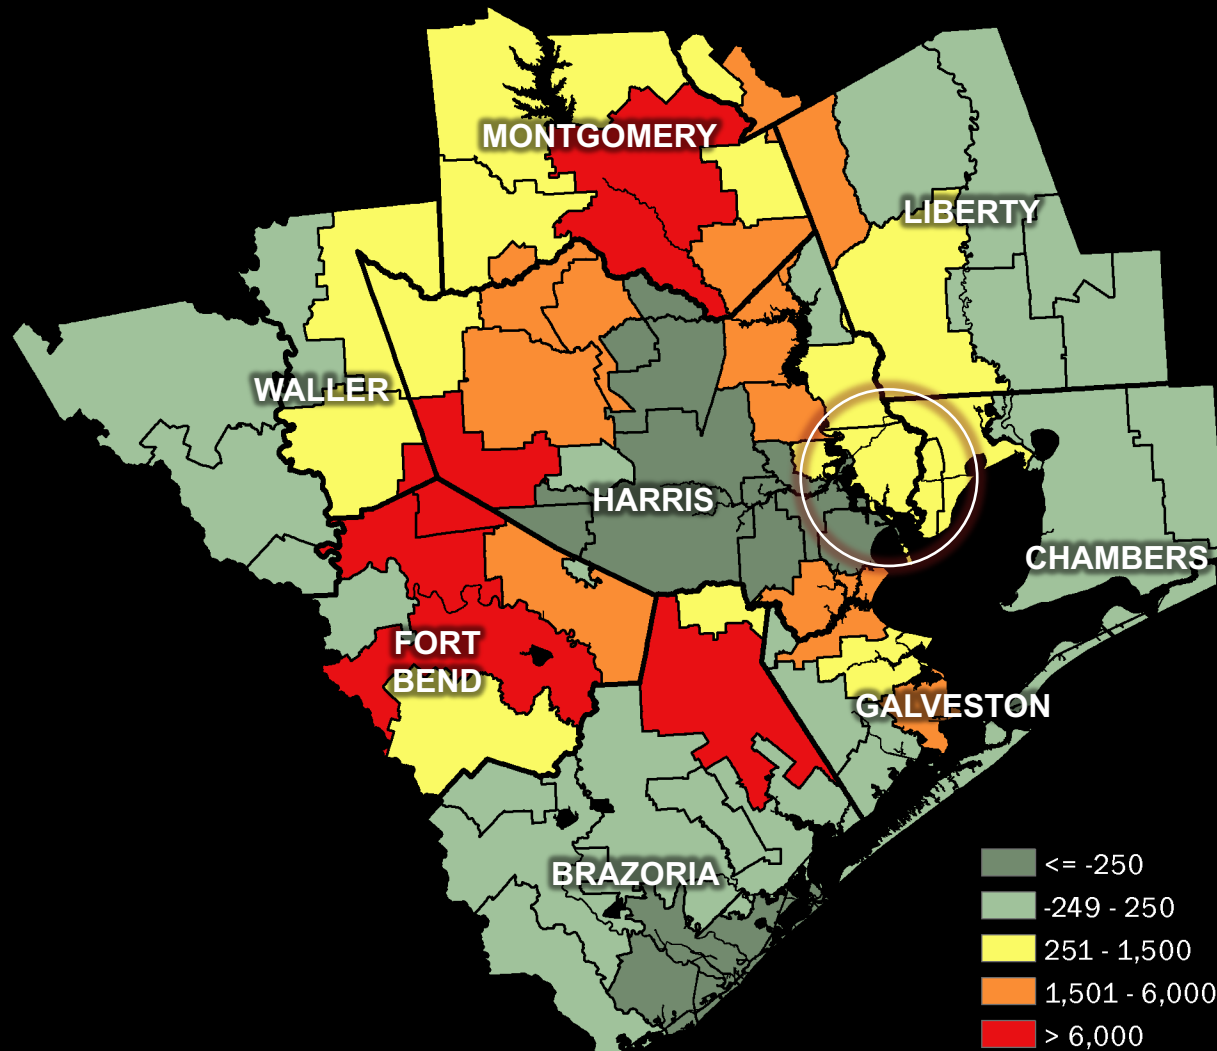 MONTGOMERY
LIBERTY
WALLER
HARRIS
CHAMBERS
FORT
BEND
GALVESTON
BRAZORIA
<= -250
-249 - 250
251 - 1,500
1,501 - 6,000
> 6,000